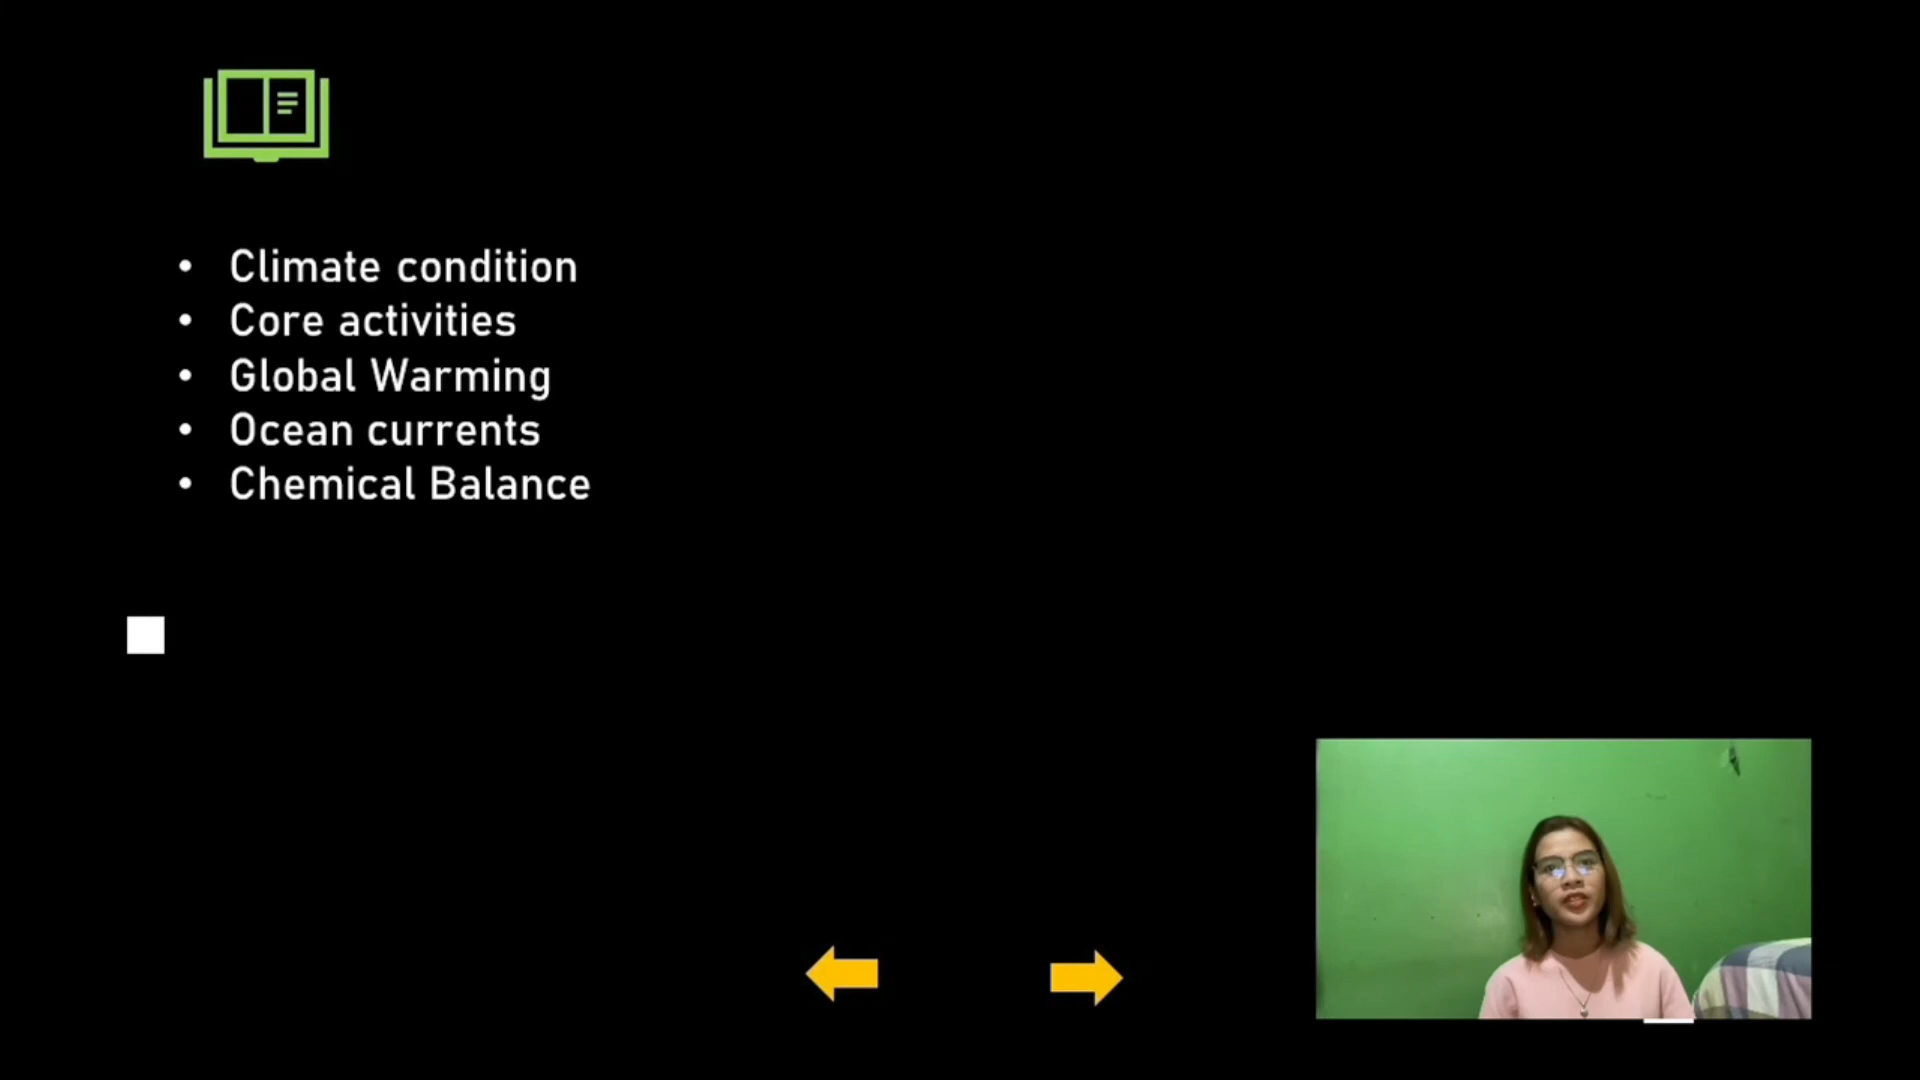 • Climate condition
• Core activities
• Global Warming
• Ocean currents
• Chemical Balance